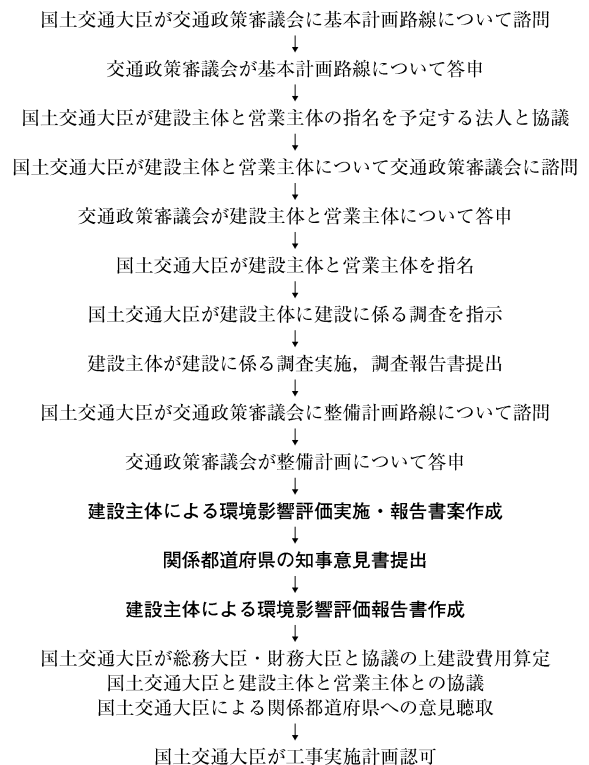 国土交通大臣が交通政策審議会に基本計画路線について諮問
↓
交通政策審議会が基本計画路線について答申
↓
国土交通大臣が建設主体と営業主体の指名を予定する法人と協議
↓
国土交通大臣が建設主体と営業主体について交通政策審議会に諮問
↓
交通政策審議会が建設主体と営業主体について答申
↓
国土交通大臣が建設主体と営業主体を指名
↓
国土交通大臣が建設主体に建設に係る調査を指示
↓
建設主体が建設に係る調査実施，調査報告書提出
↓
国土交通大臣が交通政策審議会に整備計画路線について諮問
↓
交通政策審議会が整備計画について答申
↓
建設主体による環境影響評価実施・報告書案作成
↓
関係都道府県の知事意見書提出
↓
建設主体による環境影響評価報告書作成
↓
国土交通大臣が総務大臣・財務大臣と協議の上建設費用算定
国土交通大臣と建設主体と営業主体との協議
国土交通大臣による関係都道府県への意見聴取
↓
国土交通大臣が工事実施計画認可